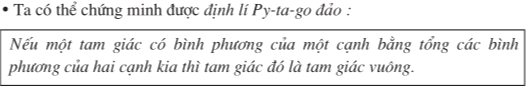 • Ta có thể chứng minh được định lí Py-ta-go đảo :
Nếu một tam giác có bình phương của một cạnh bằng tổng các bình
phương của hai cạnh kia thì tam giác đó là tam giác vuông.